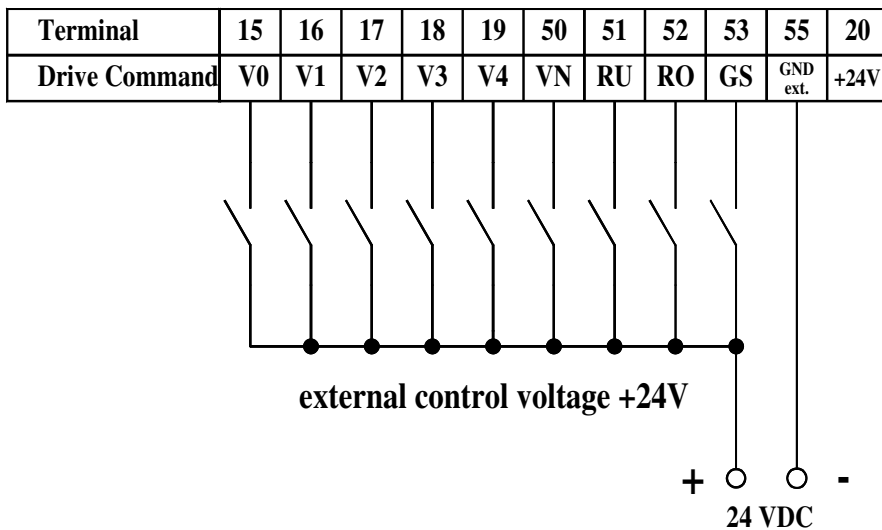 Terminal 15 16 17 18 19 50 51 52 53 55 20
Drive Command V0 V1 V2 V3 V4 VN RU RO GS GND ext. +24V
external control voltage +24V
+ -
24 VDC